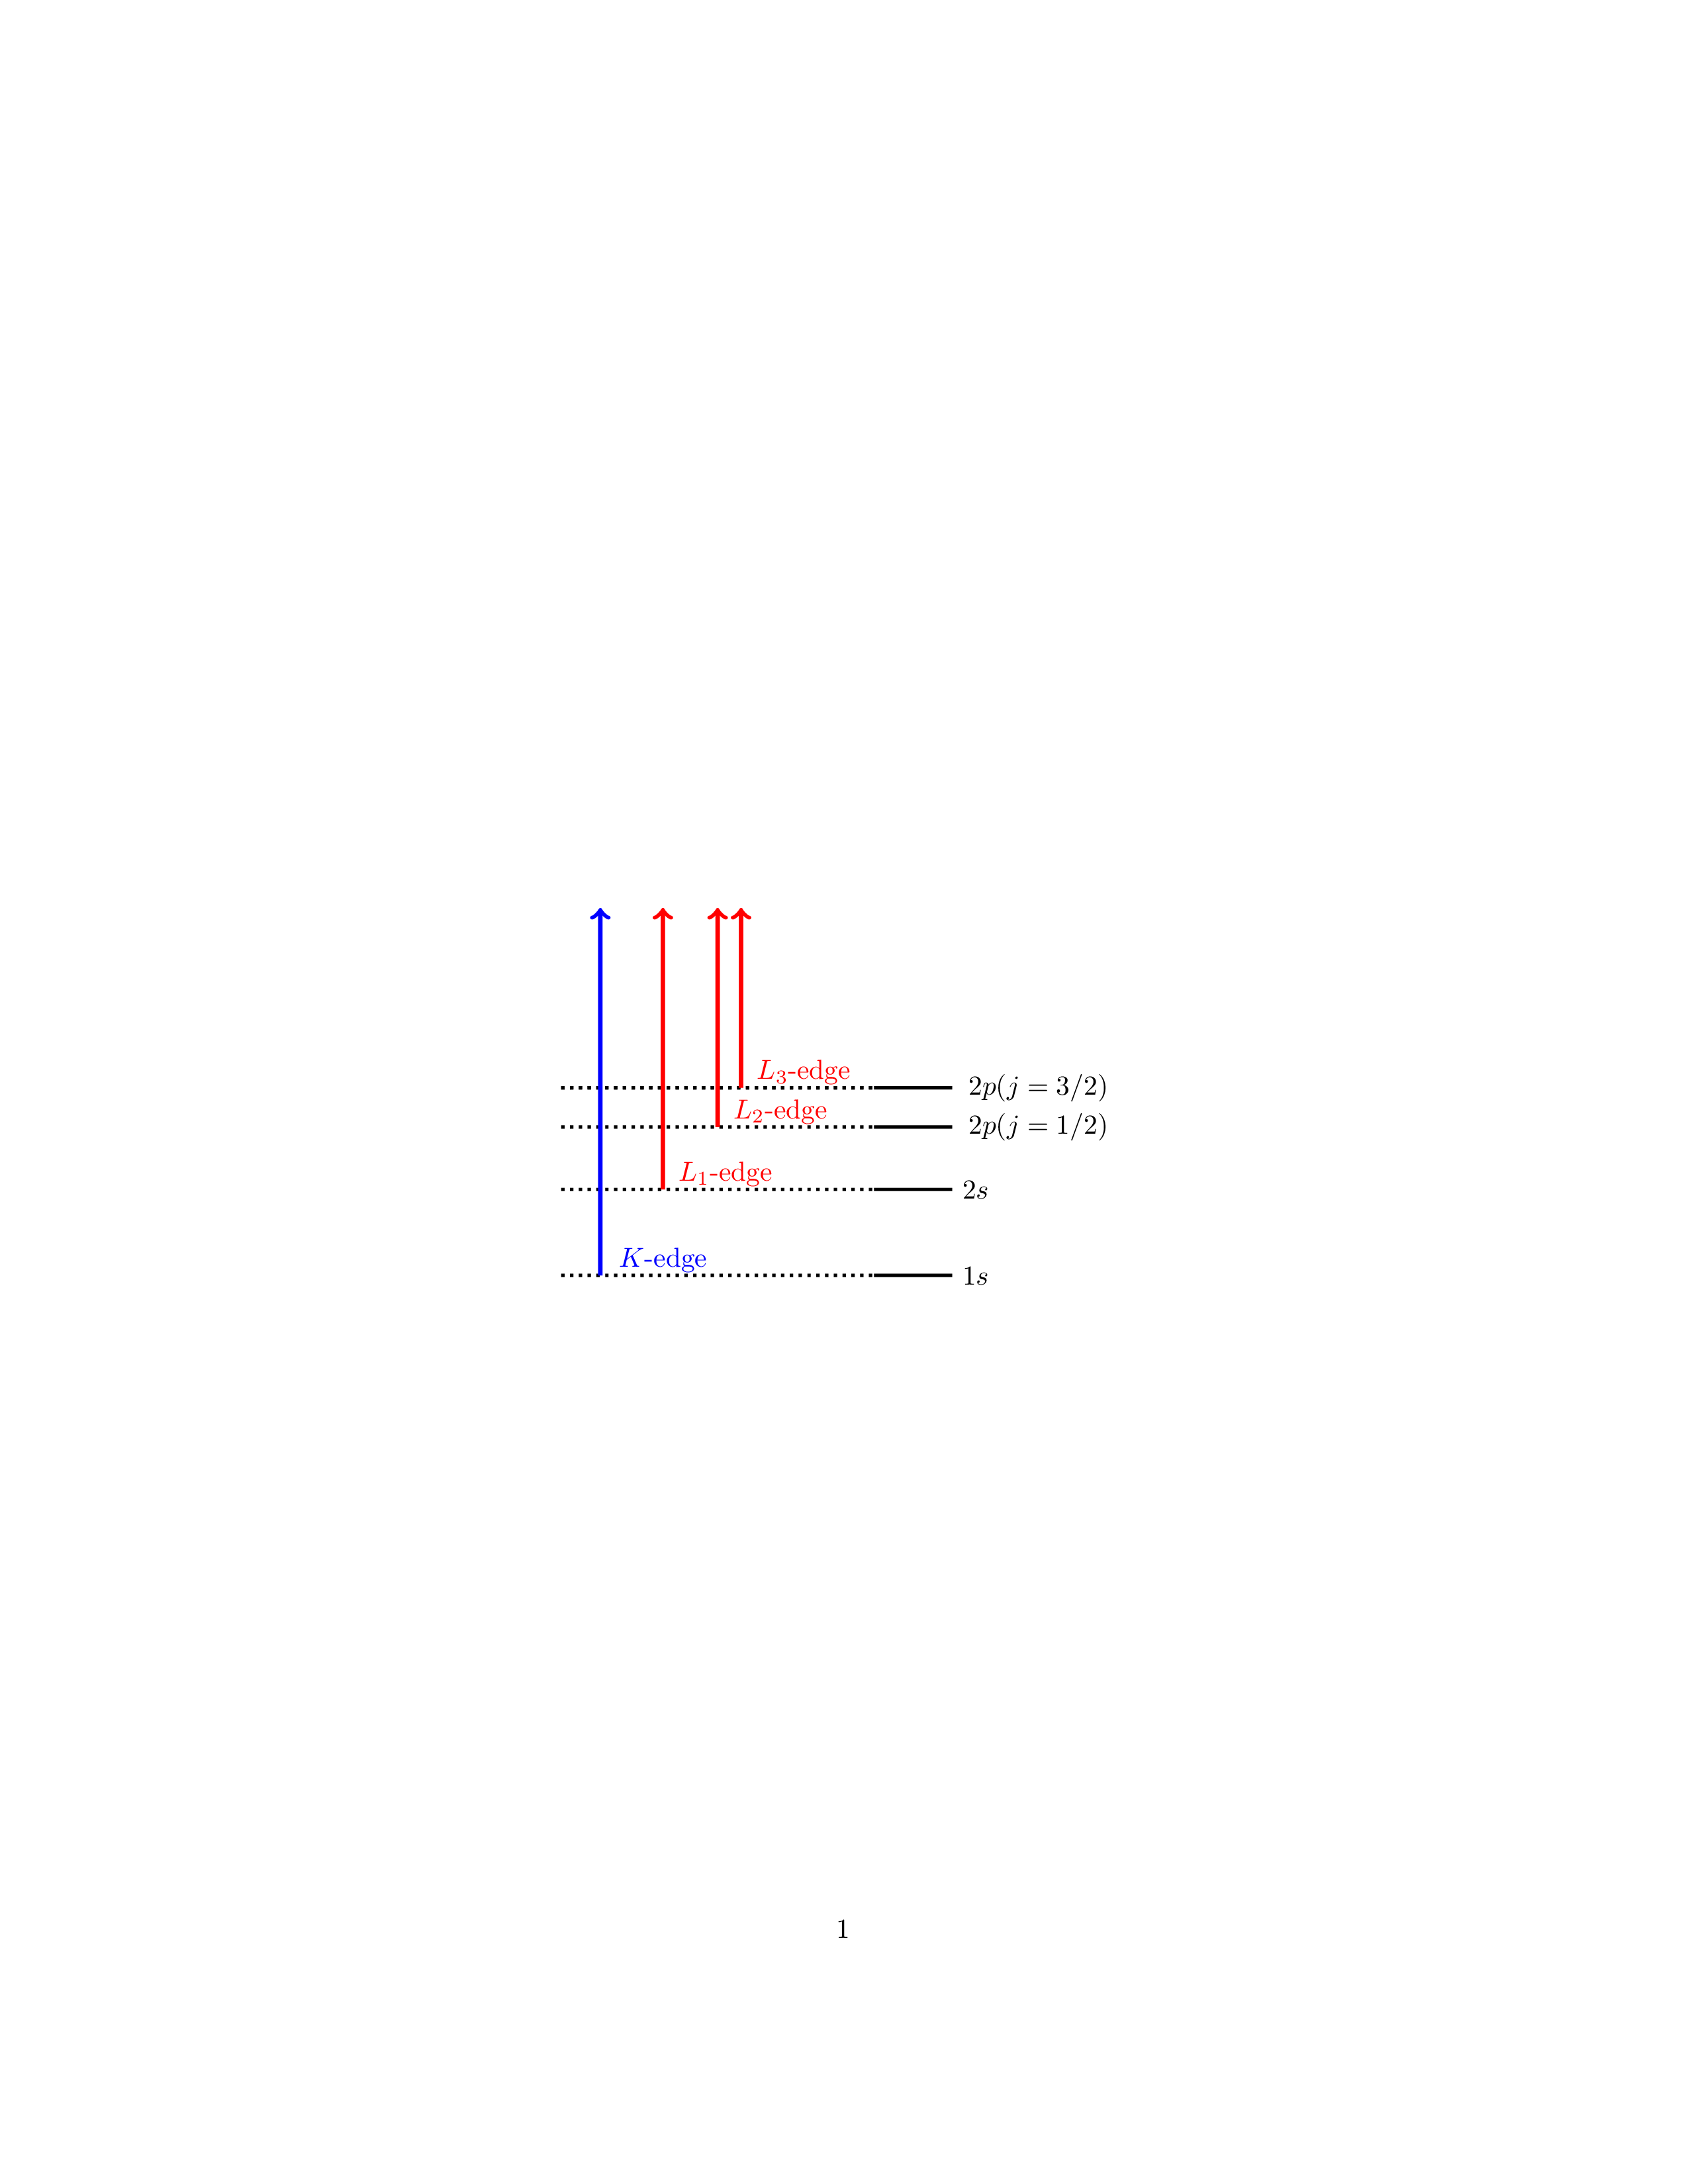 L₃-edge 2p(j = 3/2)
L₂-edge 2p(j = 1/2)
L₁-edge 2s
K-edge 1s
1